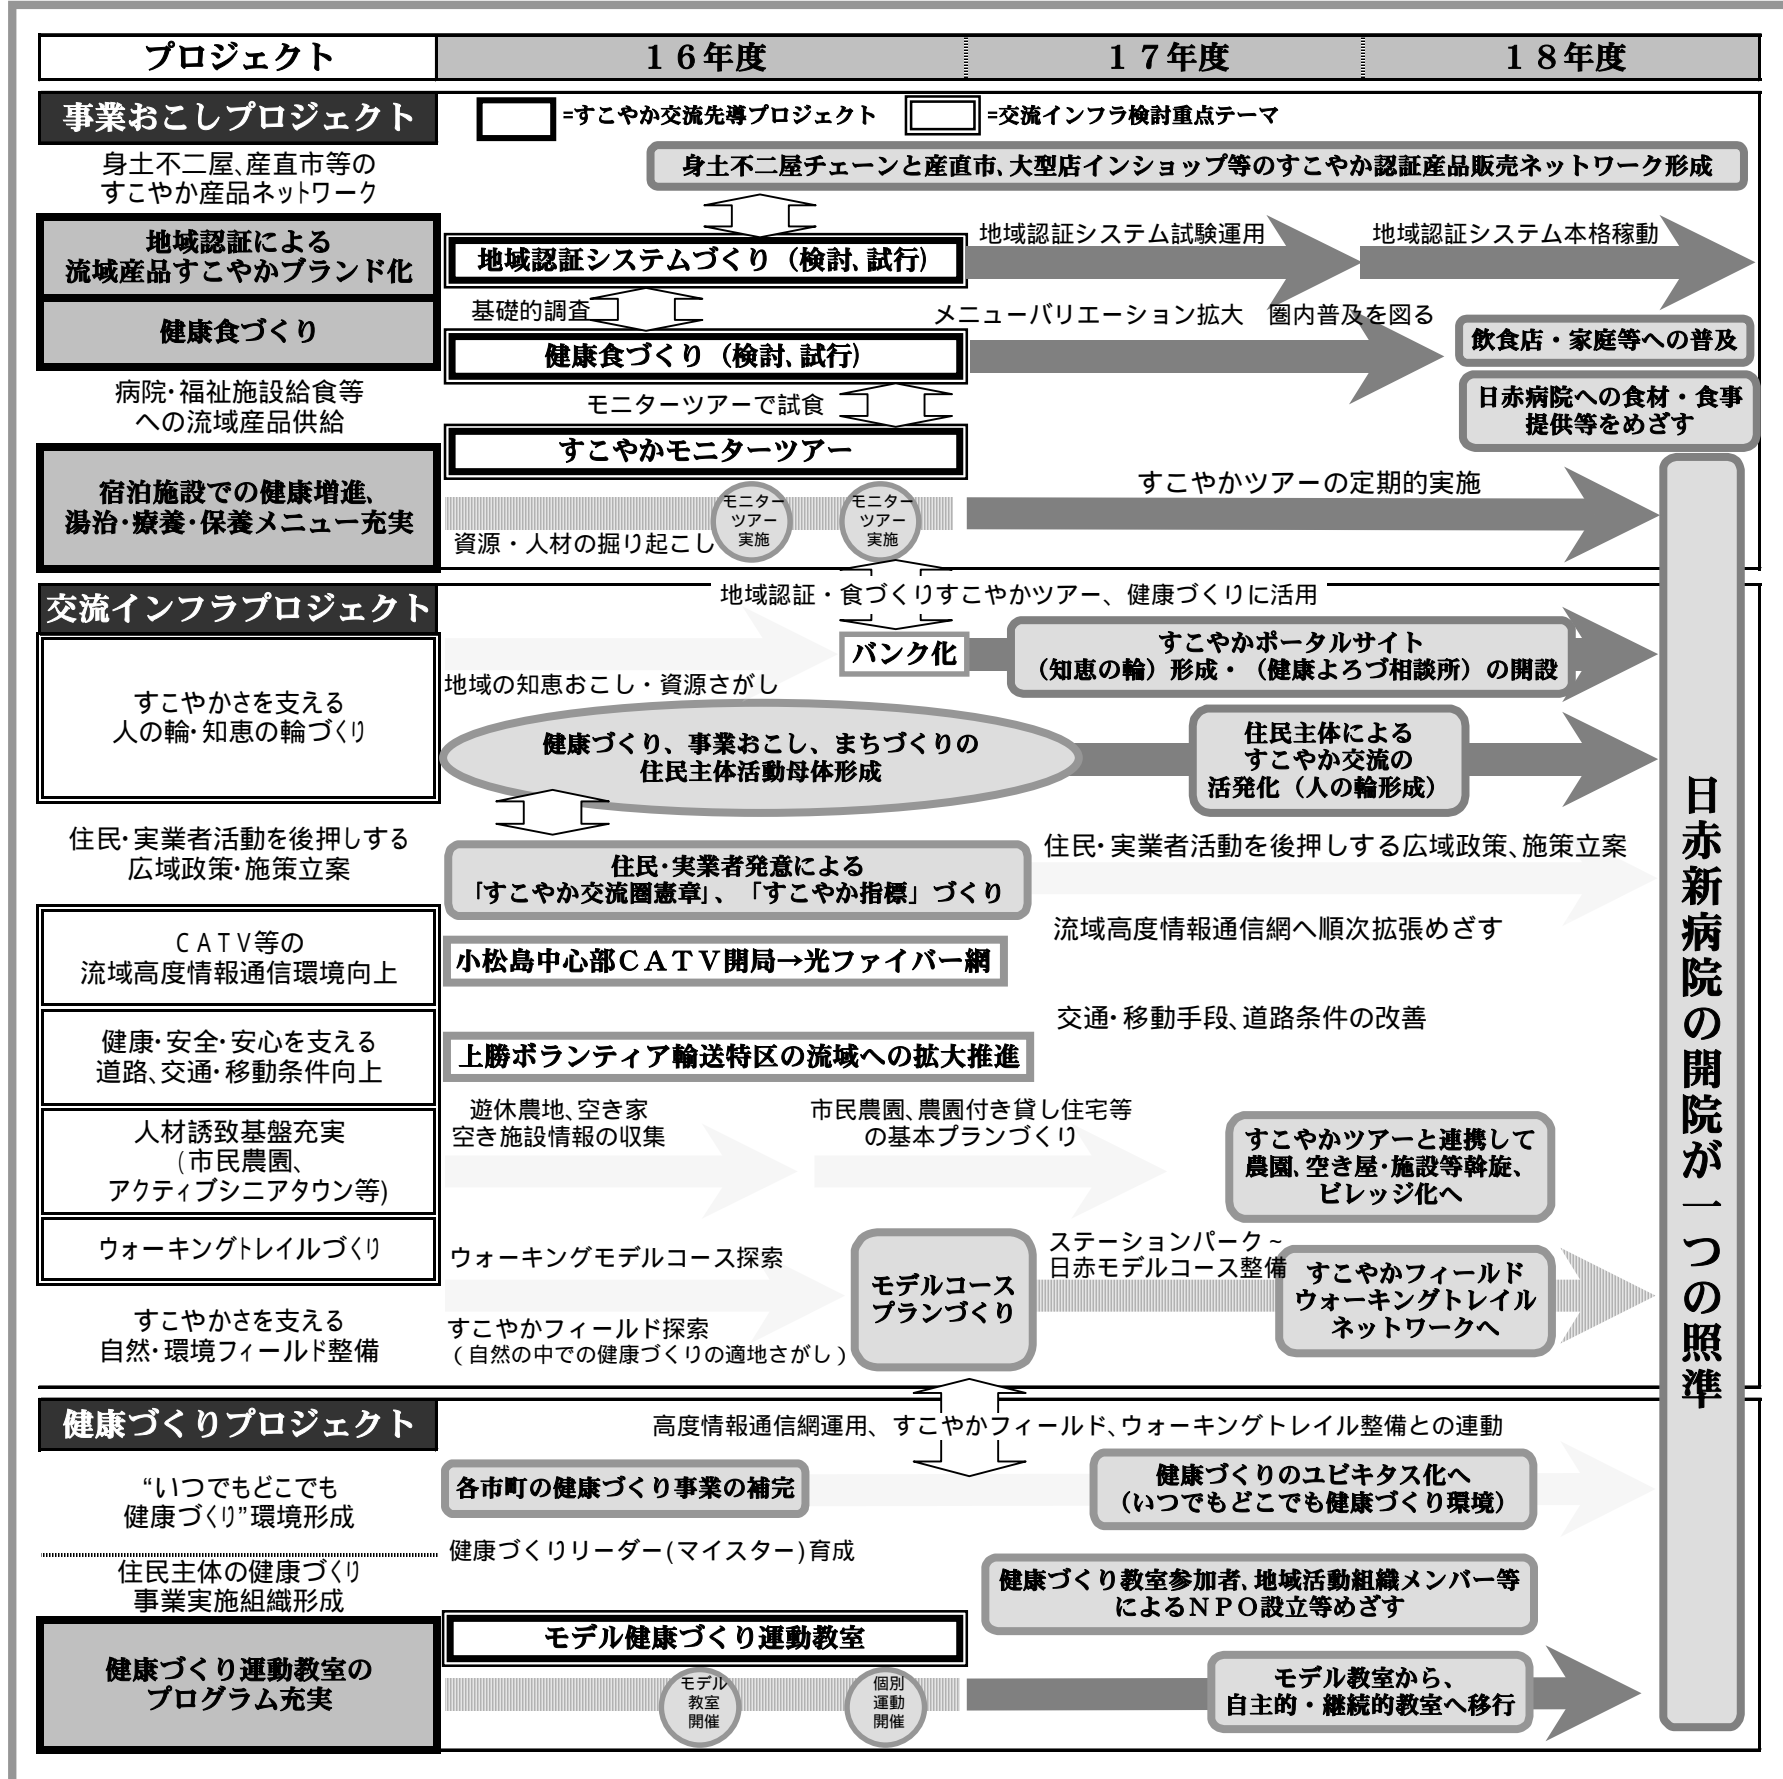 プロジェクト
１６年度
１７年度
１８年度
事業おこしプロジェクト
=すこやか交流先導プロジェクト
=交流インフラ検討重点テーマ
身土不二屋、産直市等の
すこやか産品ネットワーク
身土不二屋チェーンと産直市、大型店インショップ等のすこやか認証産品販売ネットワーク形成
地域認証による
流域産品すこやかブランド化
地域認証システムづくり（検討、試行）
地域認証システム試験運用
地域認証システム本格稼動
基礎的調査
健康食づくり
健康食づくり（検討、試行）
メニューバリエーション拡大　圏内普及を図る
飲食店・家庭等への普及
日赤病院への食材・食事
提供等をめざす
病院・福祉施設給食等
への流域産品供給
モニターツアーで試食
すこやかモニターツアー
宿泊施設での健康増進、
湯治・療養・保養メニュー充実
モニター
ツアー
実施
モニター
ツアー
実施
資源・人材の掘り起こし
すこやかツアーの定期的実施
日赤新病院の開院が一つの照準
交流インフラプロジェクト
地域認証・食づくりすこやかツアー、健康づくりに活用
すこやかさを支える
人の輪・知恵の輪づくり
バンク化
すこやかポータルサイト
（知恵の輪）形成・（健康よろづ相談所）の開設
地域の知恵おこし・資源さがし
健康づくり、事業おこし、まちづくりの
住民主体活動母体形成
住民主体による
すこやか交流の
活発化（人の輪形成）
住民・実業者活動を後押しする
広域政策・施策立案
住民・実業者発意による
「すこやか交流圏憲章」、「すこやか指標」づくり
住民・実業者活動を後押しする広域政策、施策立案
ＣＡＴＶ等の
流域高度情報通信環境向上
小松島中心部ＣＡＴＶ開局→光ファイバー網
流域高度情報通信網へ順次拡張めざす
健康・安全・安心を支える
道路、交通・移動条件向上
上勝ボランティア輸送特区の流域への拡大推進
交通・移動手段、道路条件の改善
人材誘致基盤充実
（市民農園、
アクティブシニアタウン等）
遊休農地、空き家
空き施設情報の収集
市民農園、農園付き貸し住宅等
の基本プランづくり
すこやかツアーと連携して
農園、空き屋・施設等斡旋、
ビレッジ化へ
ウォーキングトレイルづくり
ウォーキングモデルコース探索
モデルコース
プランづくり
ステーションパーク～
日赤モデルコース整備
すこやかフィールド
ウォーキングトレイル
ネットワークへ
すこやかさを支える
自然・環境フィールド整備
すこやかフィールド探索
（自然の中での健康づくりの適地さがし）
健康づくりプロジェクト
高度情報通信網運用、すこやかフィールド、ウォーキングトレイル整備との連動
“いつでもどこでも
健康づくり”環境形成
各市町の健康づくり事業の補完
健康づくりのユビキタス化へ
（いつでもどこでも健康づくり環境）
住民主体の健康づくり
事業実施組織形成
健康づくりリーダー（マイスター）育成
健康づくり教室参加者、地域活動組織メンバー等
によるＮＰＯ設立等めざす
健康づくり運動教室の
プログラム充実
モデル健康づくり運動教室
モデル
教室
開催
個別
運動
開催
モデル教室から、
自主的・継続的教室へ移行